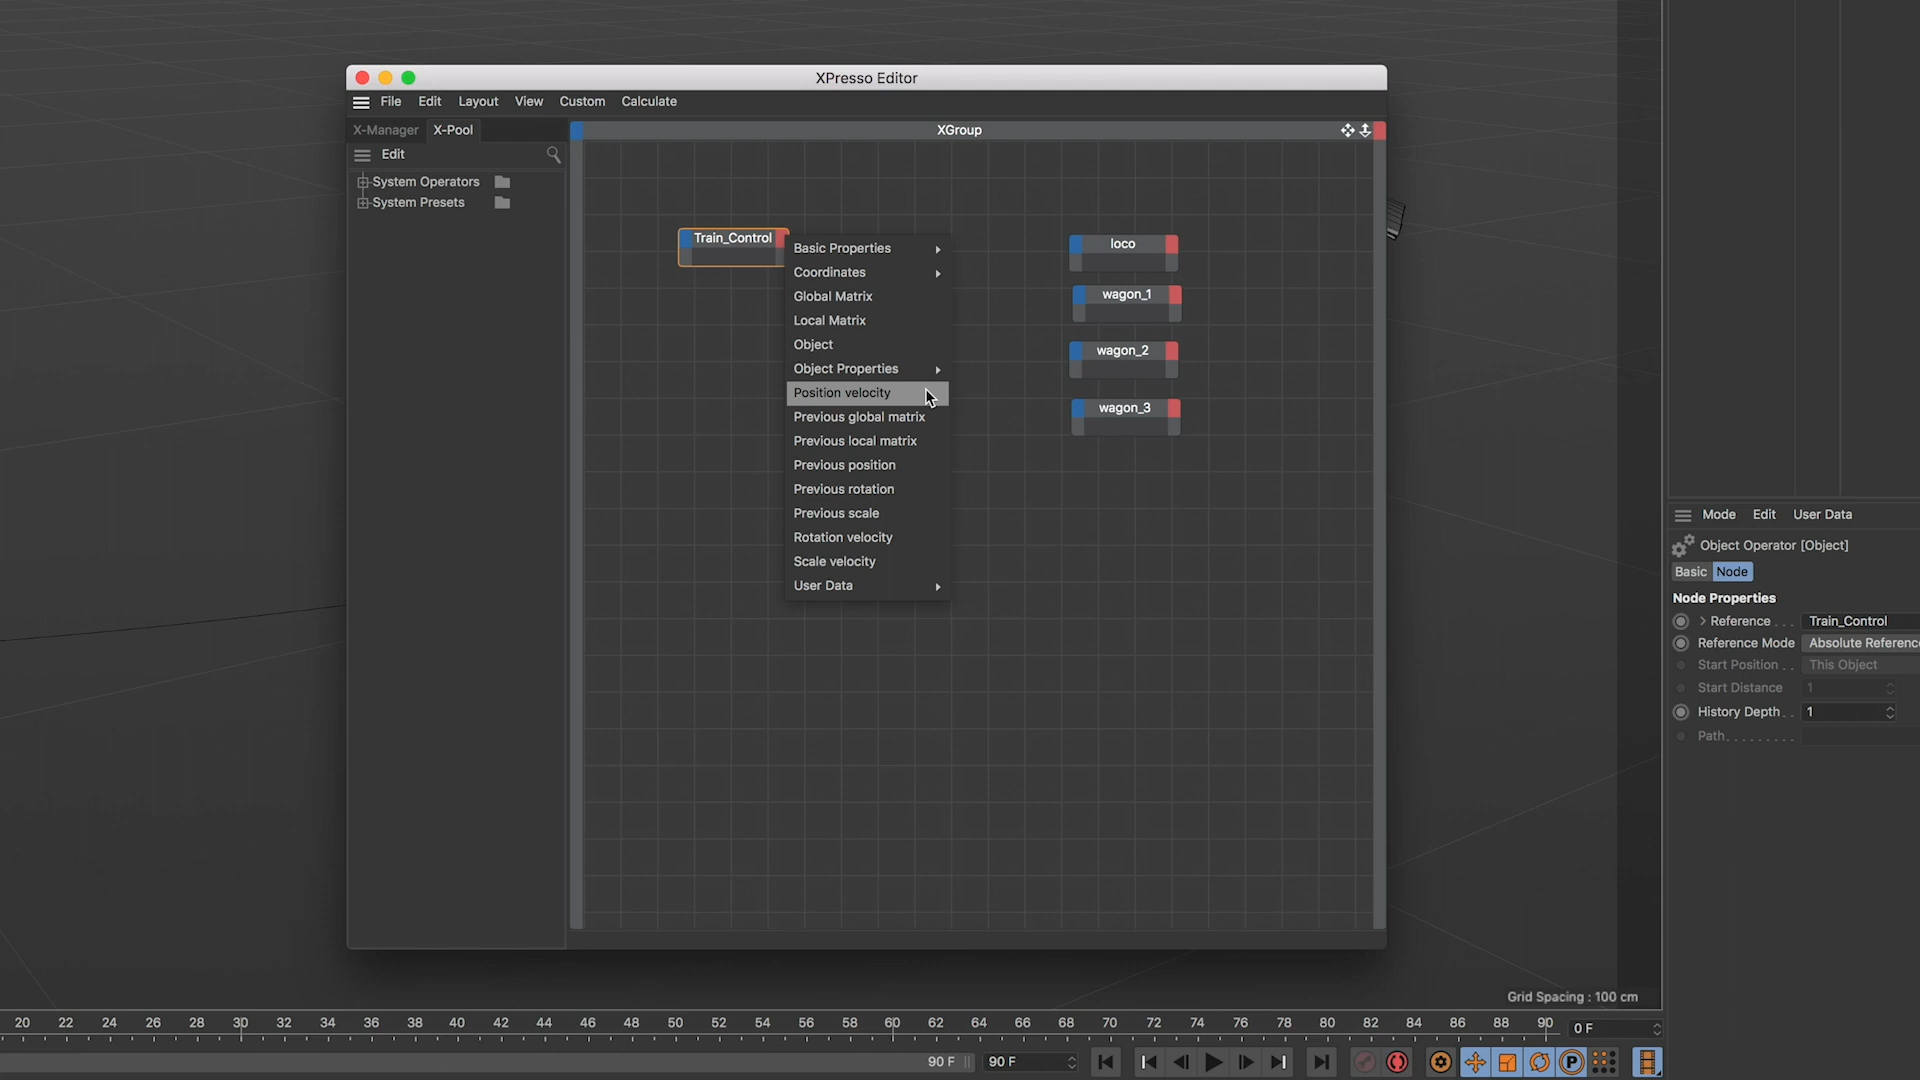 XPresso Editor
File Edit Layout View Custom Calculate
X-Manager X-Pool
XGroup
Edit
System Operators
System Presets
Train_Control
Basic Properties
Coordinates
Global Matrix
Local Matrix
Object
Object Properties
Position velocity
Previous global matrix
Previous local matrix
Previous position
Previous rotation
Previous scale
Rotation velocity
Scale velocity
User Data
loco
wagon_1
wagon_2
wagon_3
Mode Edit User Data
Object Operator [Object]
Basic Node
Node Properties
Reference . . . Train_Control
Reference Mode Absolute Reference
Start Position . . This Object
Start Distance 1
History Depth . . 1
Path. . . . . . . . .
Grid Spacing : 100 cm
20 22 24 26 28 30 32 34 36 38 40 42 44 46 48 50 52 54 56 58 60 62 64 66 68 70 72 74 76 78 80 82 84 86 88 90 0 F
90 F 90 F P